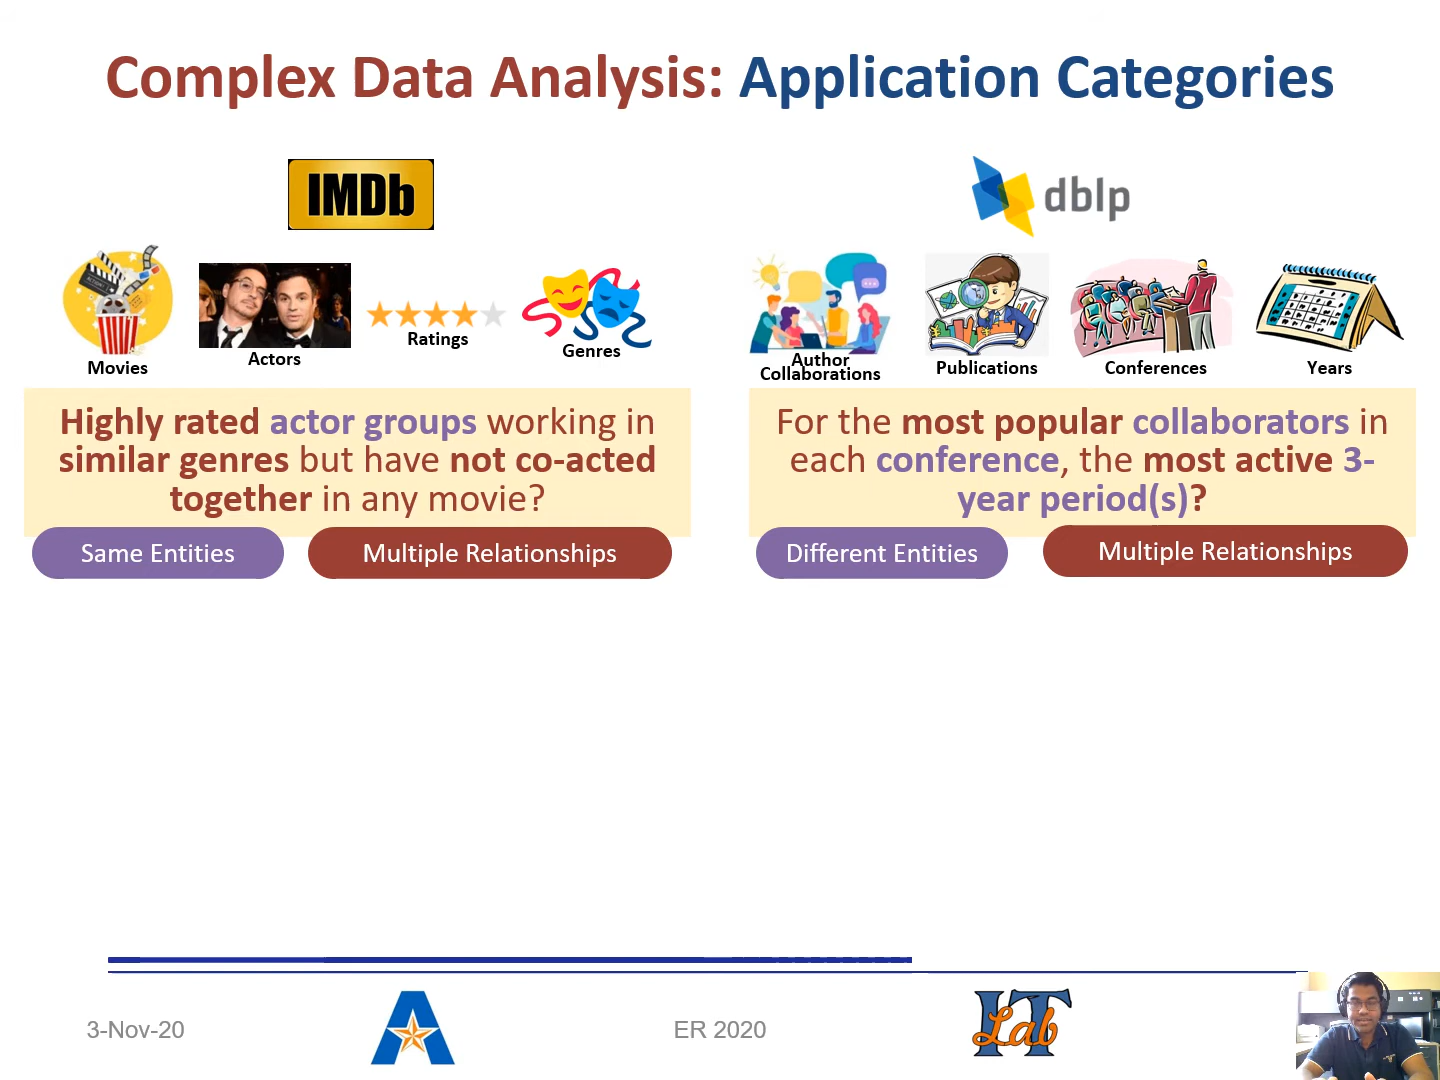 Complex Data Analysis: Application Categories
IMDb
Movies
Actors
Ratings
Genres
Highly rated actor groups working in
similar genres but have not co-acted
together in any movie?
Same Entities
Multiple Relationships
dblp
Author
Collaborations
Publications
Conferences
Years
For the most popular collaborators in
each conference, the most active 3-
year period(s)?
Different Entities
Multiple Relationships
3-Nov-20
A
ER 2020
IT
Lab